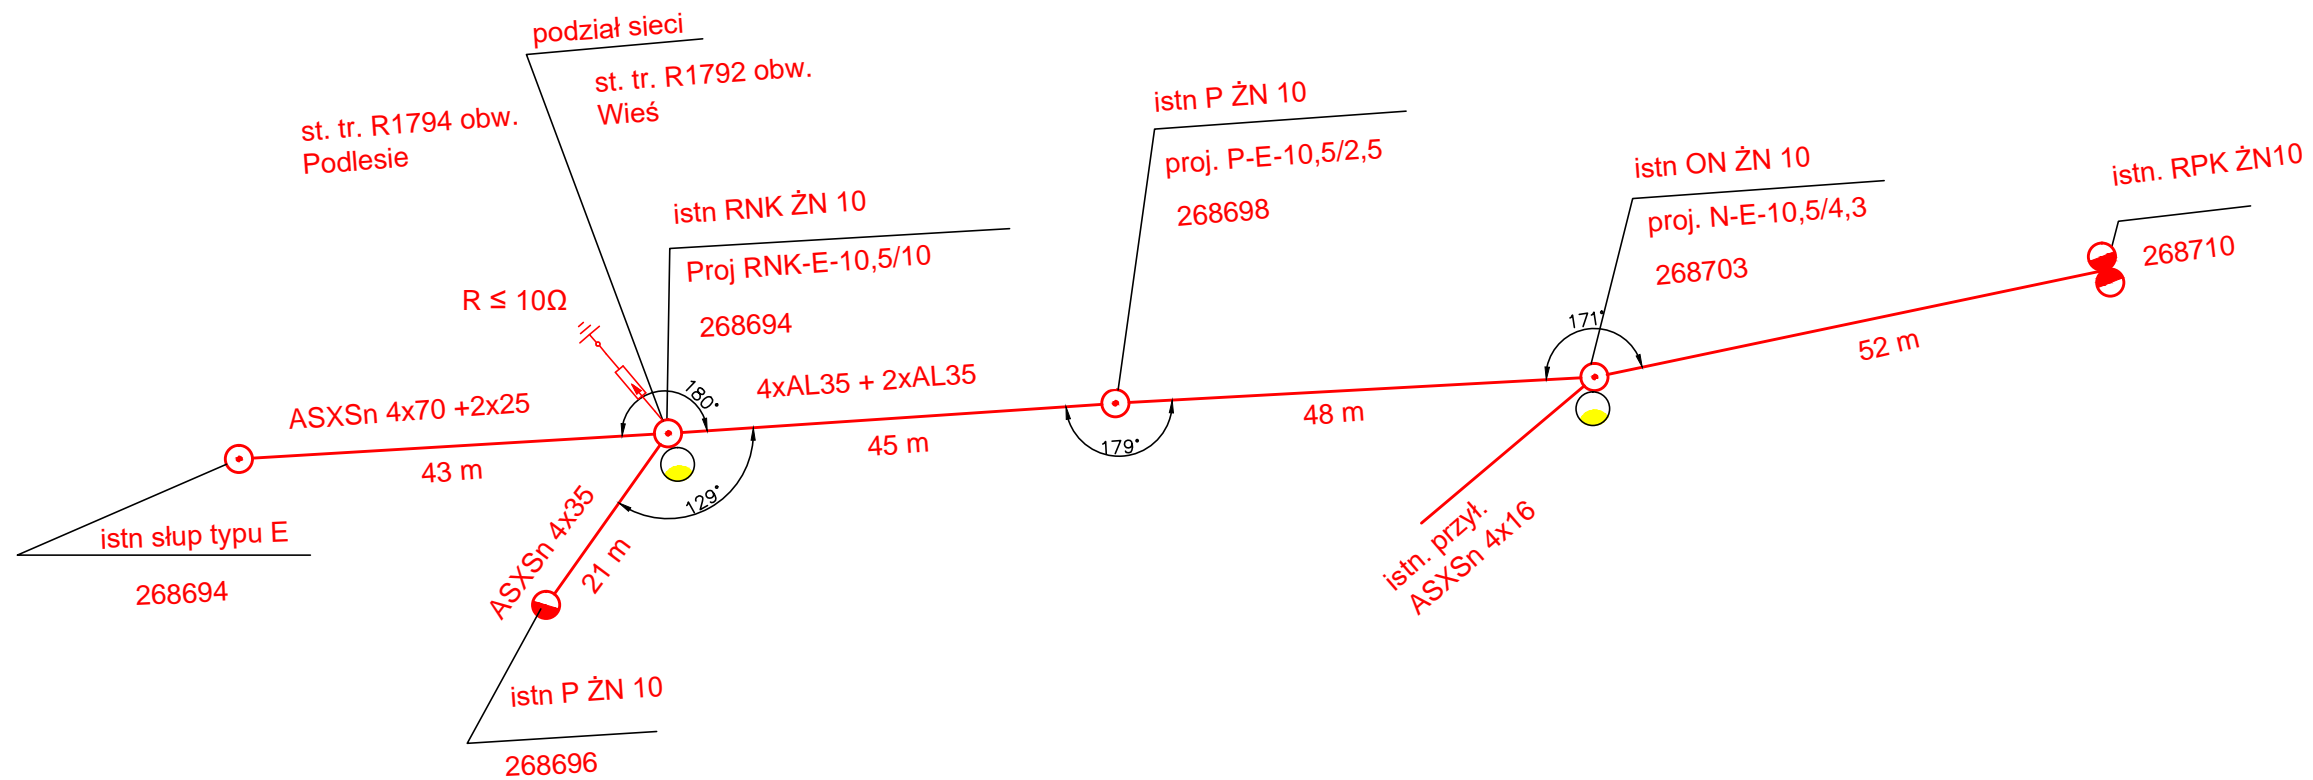 podział sieci
st. tr. R1792 obw.
Wieś
st. tr. R1794 obw.
Podlesie
istn RNK ŻN 10
Proj RNK-E-10,5/10
268694
R ≤ 10Ω
istn P ŻN 10
proj. P-E-10,5/2,5
268698
istn ON ŻN 10
proj. N-E-10,5/4,3
268703
istn. RPK ŻN10
268710
171°
52 m
180°
4xAL35 + 2xAL35
ASXSn 4x70 +2x25
43 m
45 m
179°
48 m
129°
ASXSn 4x35
21 m
istn. przył.
ASXSn 4x16
istn słup typu E
268694
istn P ŻN 10
268696